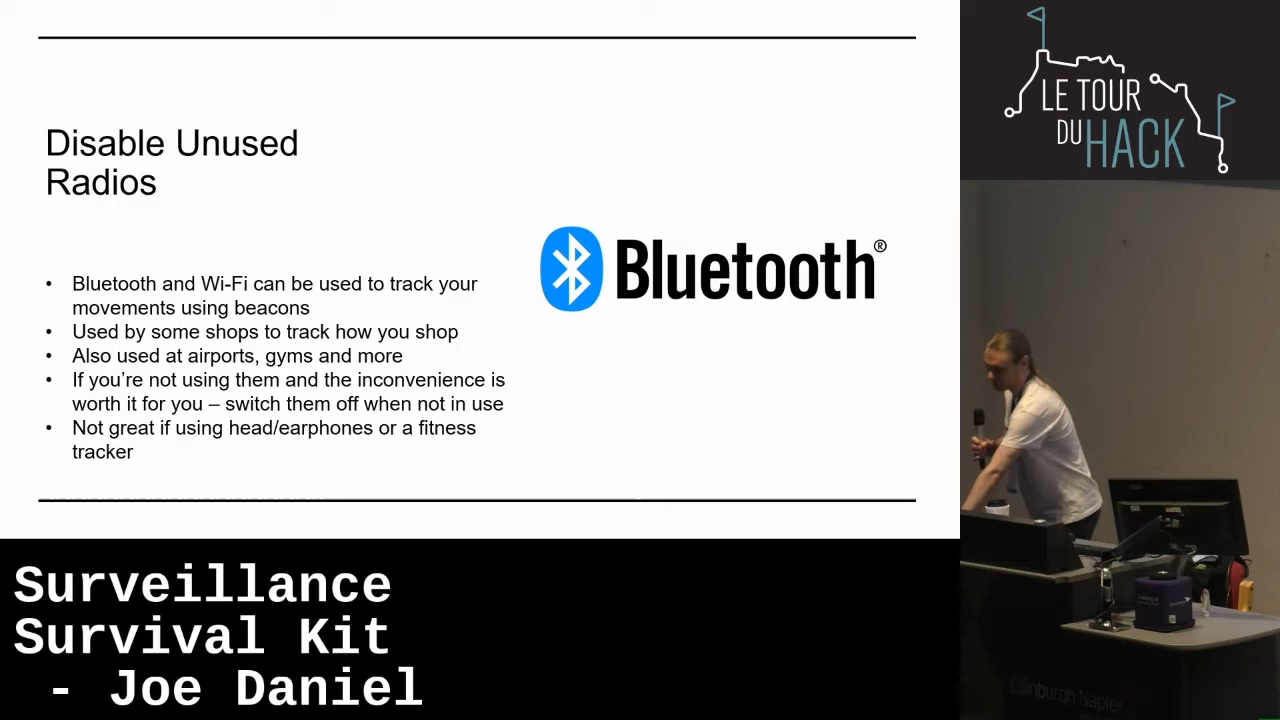 Disable Unused
Radios
• Bluetooth and Wi-Fi can be used to track your
movements using beacons
• Used by some shops to track how you shop
• Also used at airports, gyms and more
• If you’re not using them and the inconvenience is
worth it for you – switch them off when not in use
• Not great if using head/earphones or a fitness
tracker
Bluetooth®
LE TOUR
DU HACK
Edinburgh Napier
Surveillance
Survival Kit
- Joe Daniel